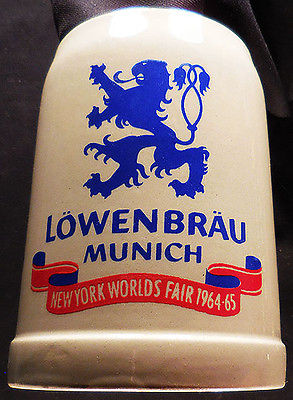 LÖWENBRÄU
MUNICH
NEW YORK WORLDS FAIR 1964-65